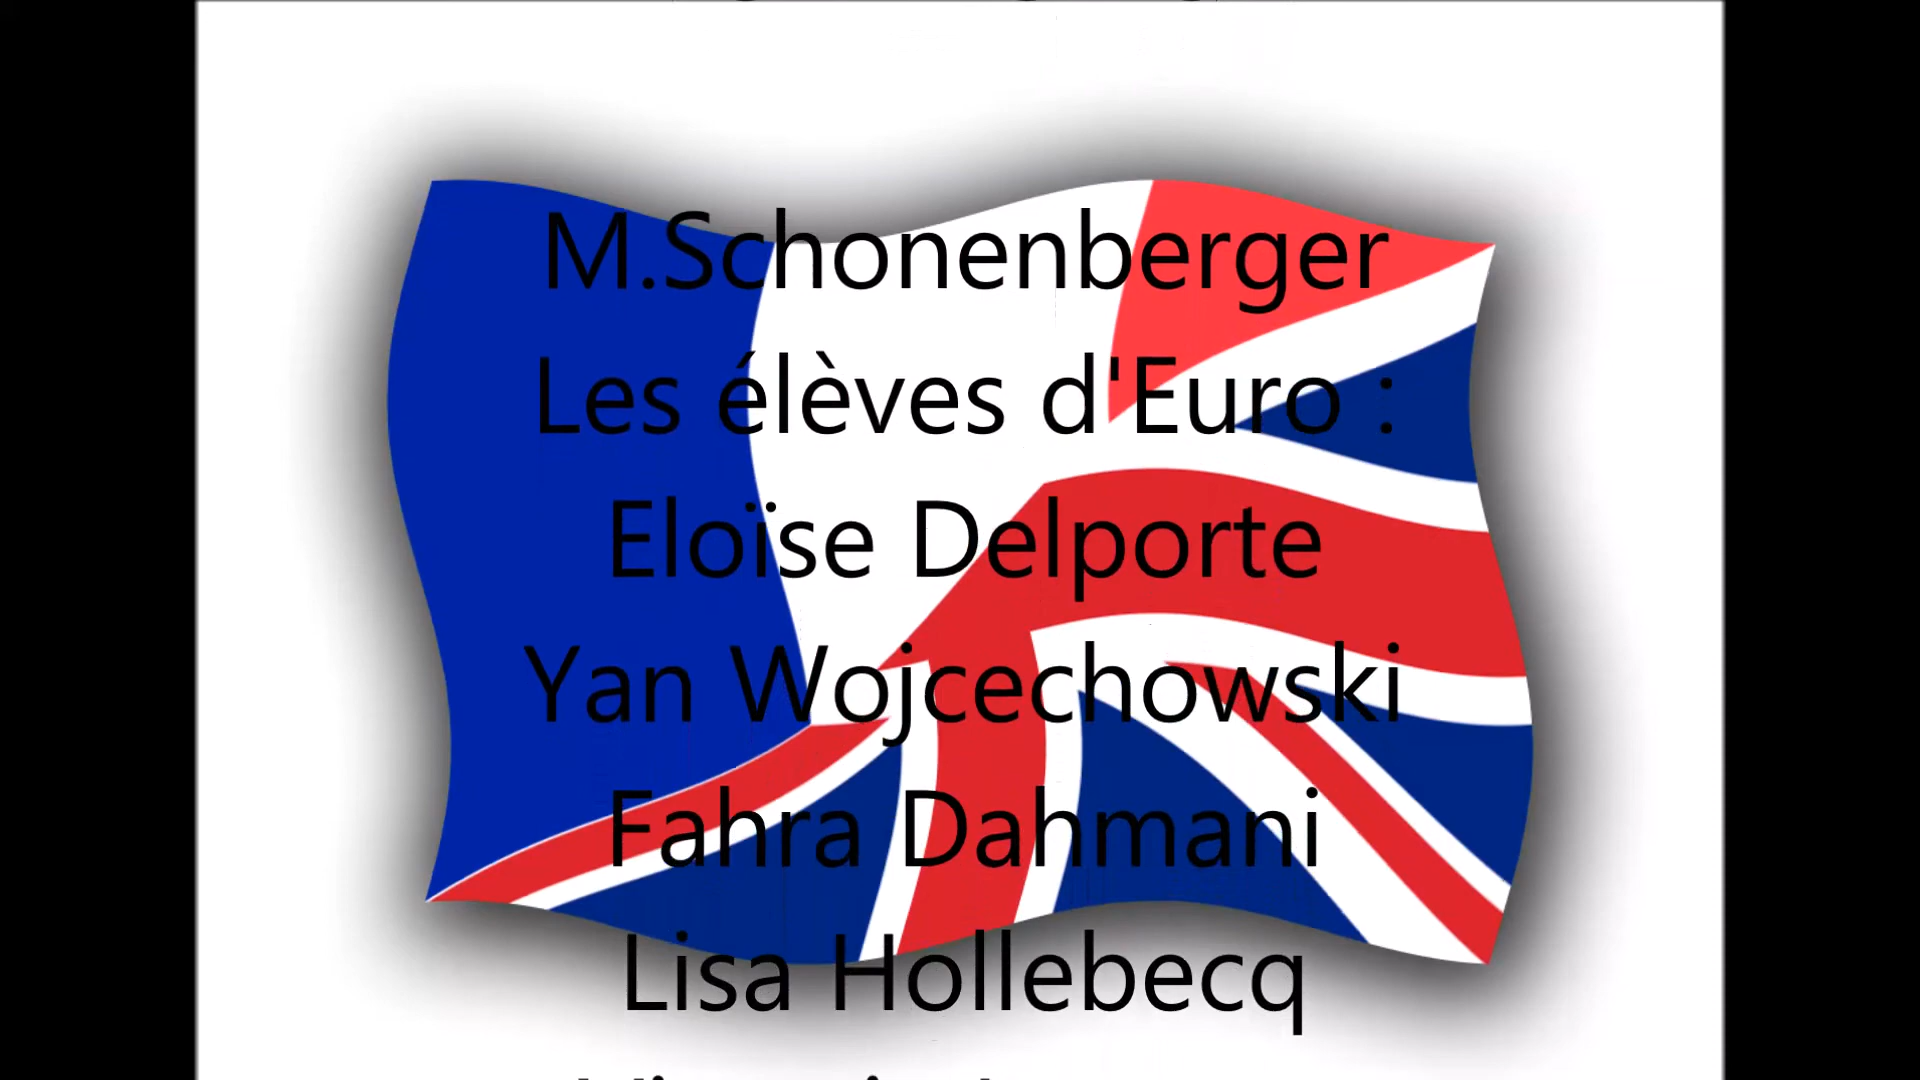 M.Schonenberger
Les élèves d'Euro :
Eloïse Delporte
Yan Wojcechowski
Fahra Dahmani
Lisa Hollebecq